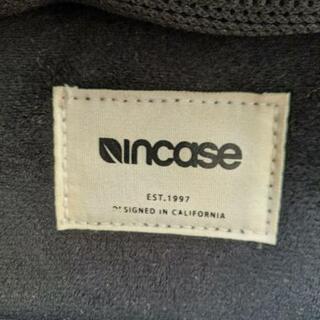 incase
EST.1997
DESIGNED IN CALIFORNIA